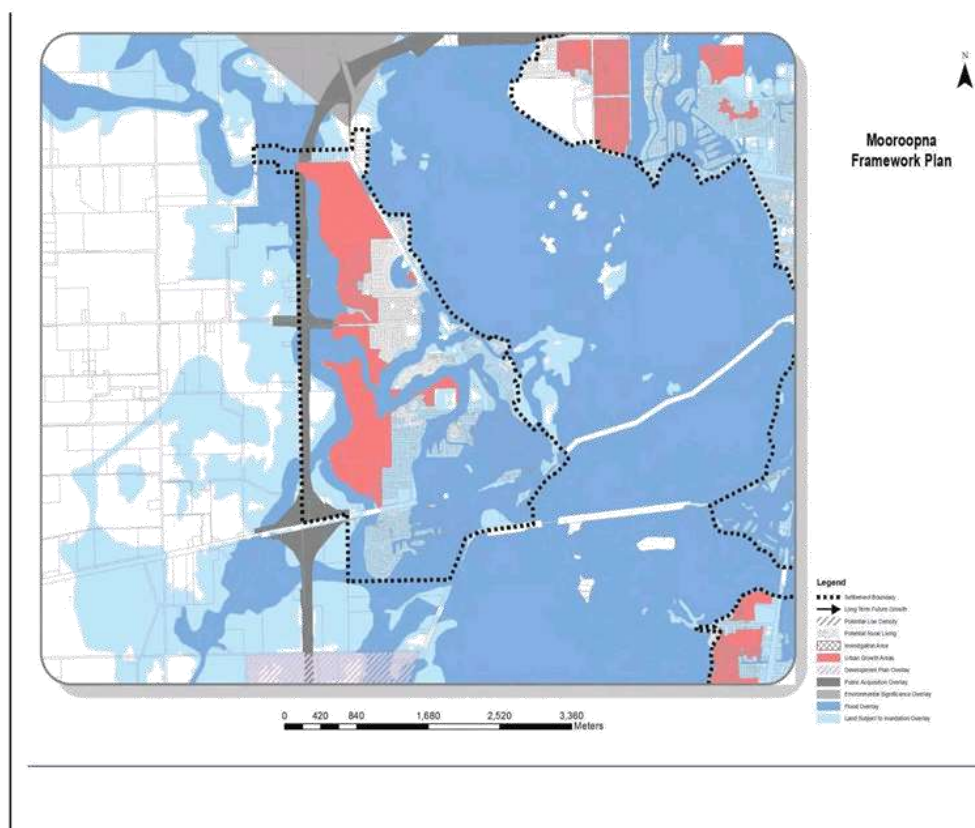 N
Mooroopna
Framework Plan
Legend
Settlement Boundary
Long Term Future Growth
Potential Low Density
Potential Rural Living
Investigation Area
Urban Growth Areas
Development Plan Overlay
Public Acquisition Overlay
Environmental Significance Overlay
Flood Overlay
Land Subject to Inundation Overlay
0 420 840 1,680 2,520 3,360
Meters